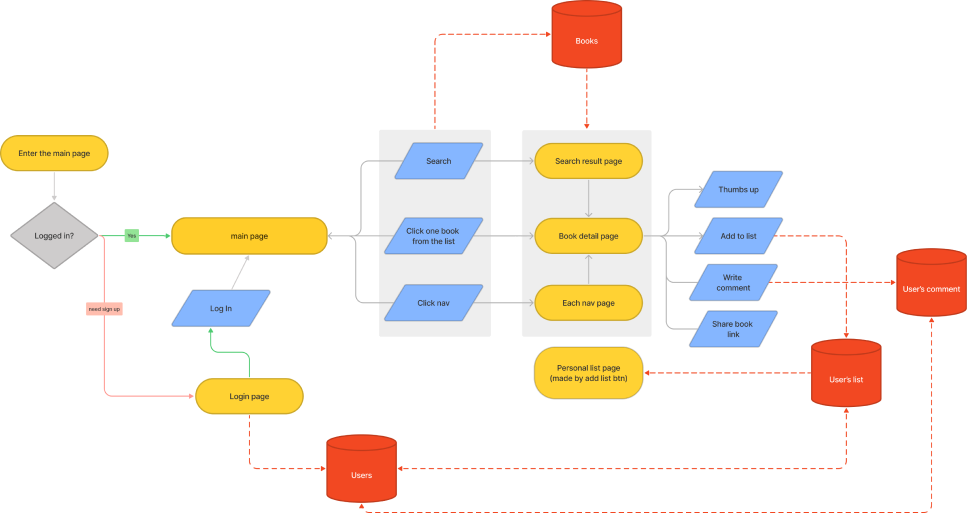 Books
Enter the main page
Search
Search result page
Thumbs up
Logged in?
Yes
main page
Click one book
from the list
Book detail page
Add to list
Write
comment
User's comment
need sign up
Log In
Click nav
Each nav page
Share book
link
Personal list page
(made by add list btn)
User's list
Login page
Users